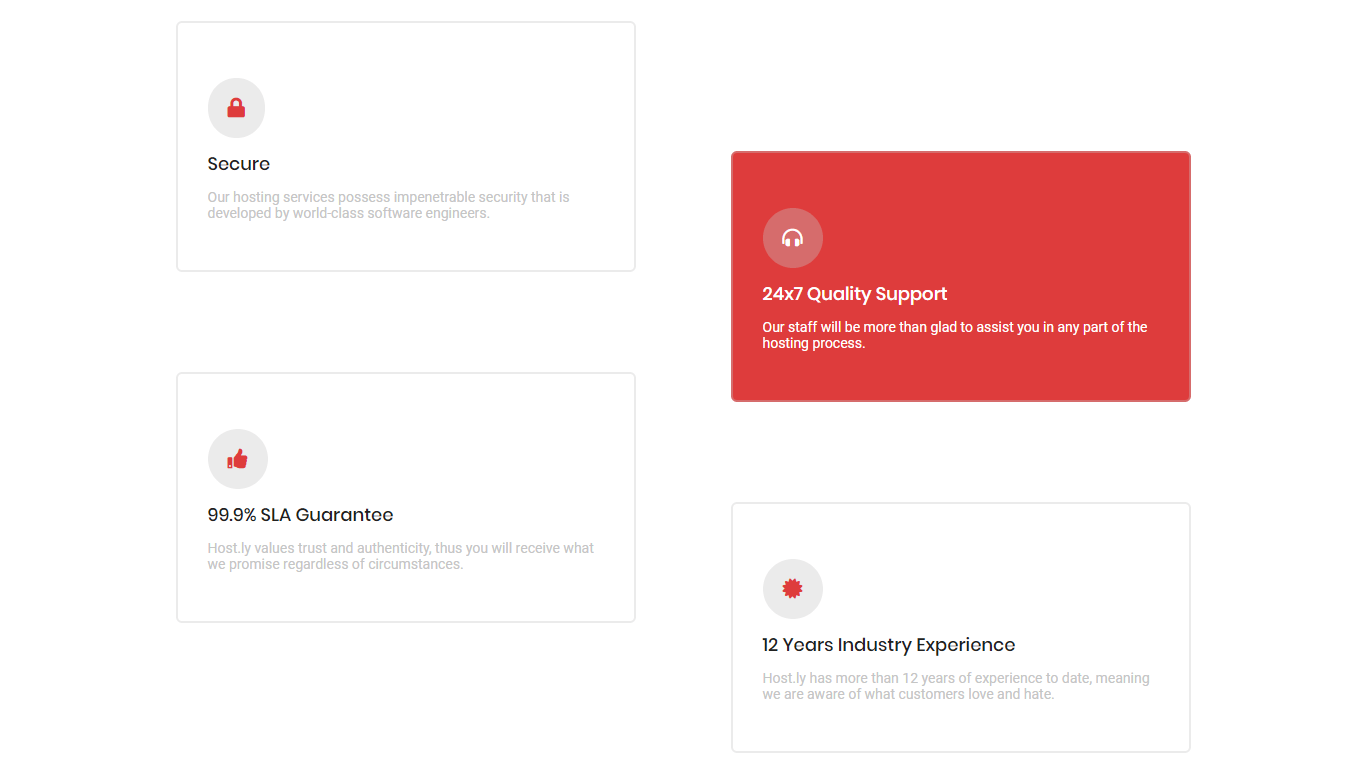 Secure
Our hosting services possess impenetrable security that is
developed by world-class software engineers.
24x7 Quality Support
Our staff will be more than glad to assist you in any part of the
hosting process.
99.9% SLA Guarantee
Host.ly values trust and authenticity, thus you will receive what
we promise regardless of circumstances.
12 Years Industry Experience
Host.ly has more than 12 years of experience to date, meaning
we are aware of what customers love and hate.